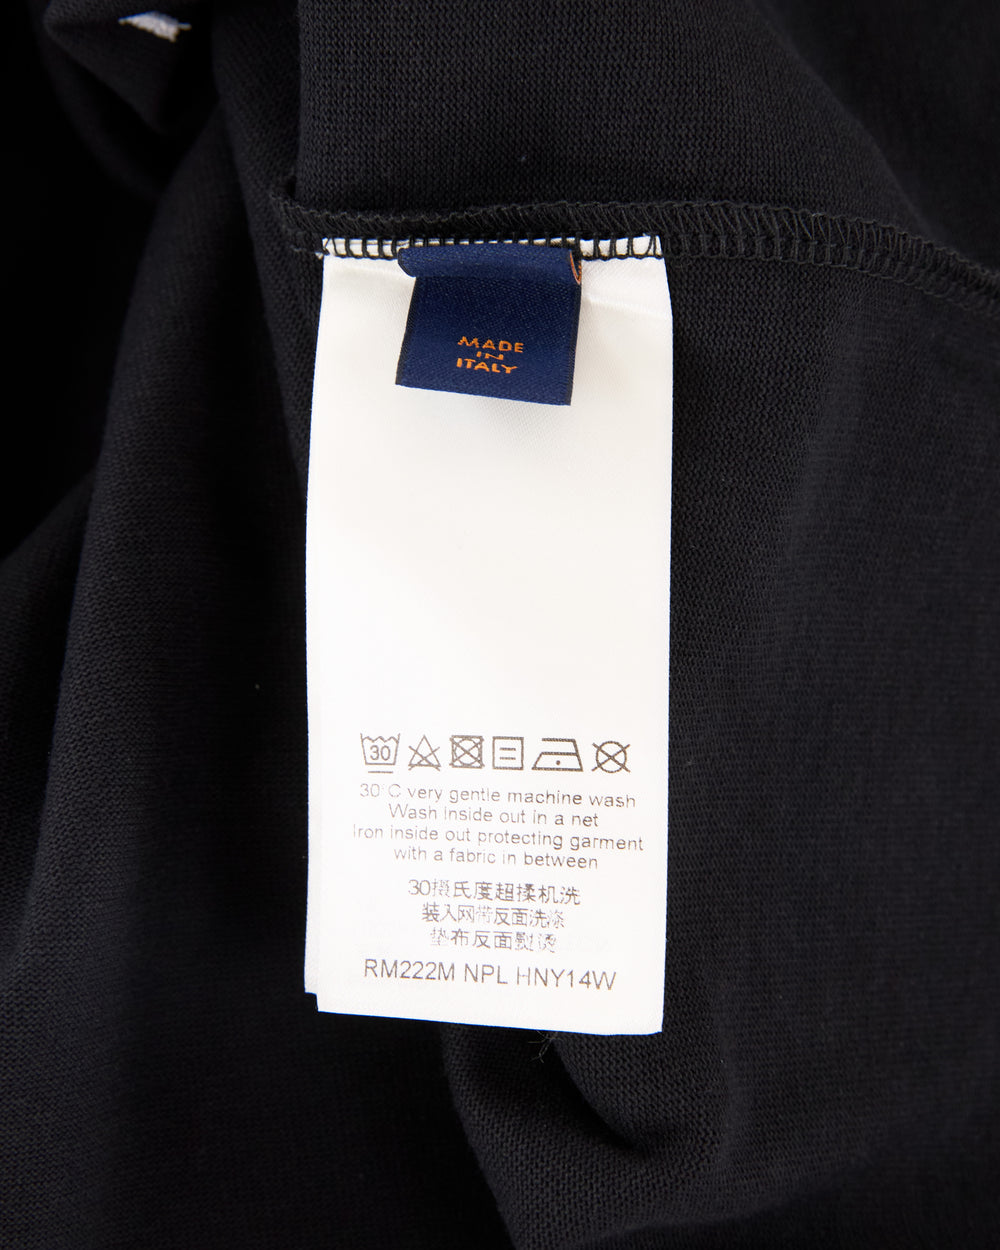 MADE
IN
ITALY
30
30°C very gentle machine wash
Wash inside out in a net
Iron inside out protecting garment
with a fabric in between
30摄氏度超揉机洗
装入网带反面洗涤
垫布反面熨烫
RM222M NPL HNY14W